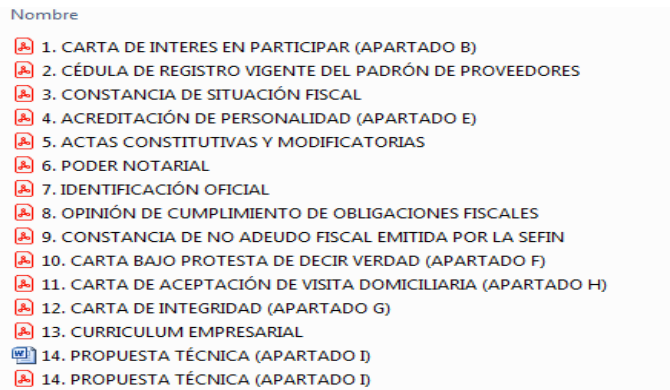 Nombre
1. CARTA DE INTERES EN PARTICIPAR (APARTADO B)
2. CÉDULA DE REGISTRO VIGENTE DEL PADRÓN DE PROVEEDORES
3. CONSTANCIA DE SITUACIÓN FISCAL
4. ACREDITACIÓN DE PERSONALIDAD (APARTADO E)
5. ACTAS CONSTITUTIVAS Y MODIFICATORIAS
6. PODER NOTARIAL
7. IDENTIFICACIÓN OFICIAL
8. OPINIÓN DE CUMPLIMIENTO DE OBLIGACIONES FISCALES
9. CONSTANCIA DE NO ADEUDO FISCAL EMITIDA POR LA SEFIN
10. CARTA BAJO PROTESTA DE DECIR VERDAD (APARTADO F)
11. CARTA DE ACEPTACIÓN DE VISITA DOMICILIARIA (APARTADO H)
12. CARTA DE INTEGRIDAD (APARTADO G)
13. CURRICULUM EMPRESARIAL
14. PROPUESTA TÉCNICA (APARTADO I)
14. PROPUESTA TÉCNICA (APARTADO I)